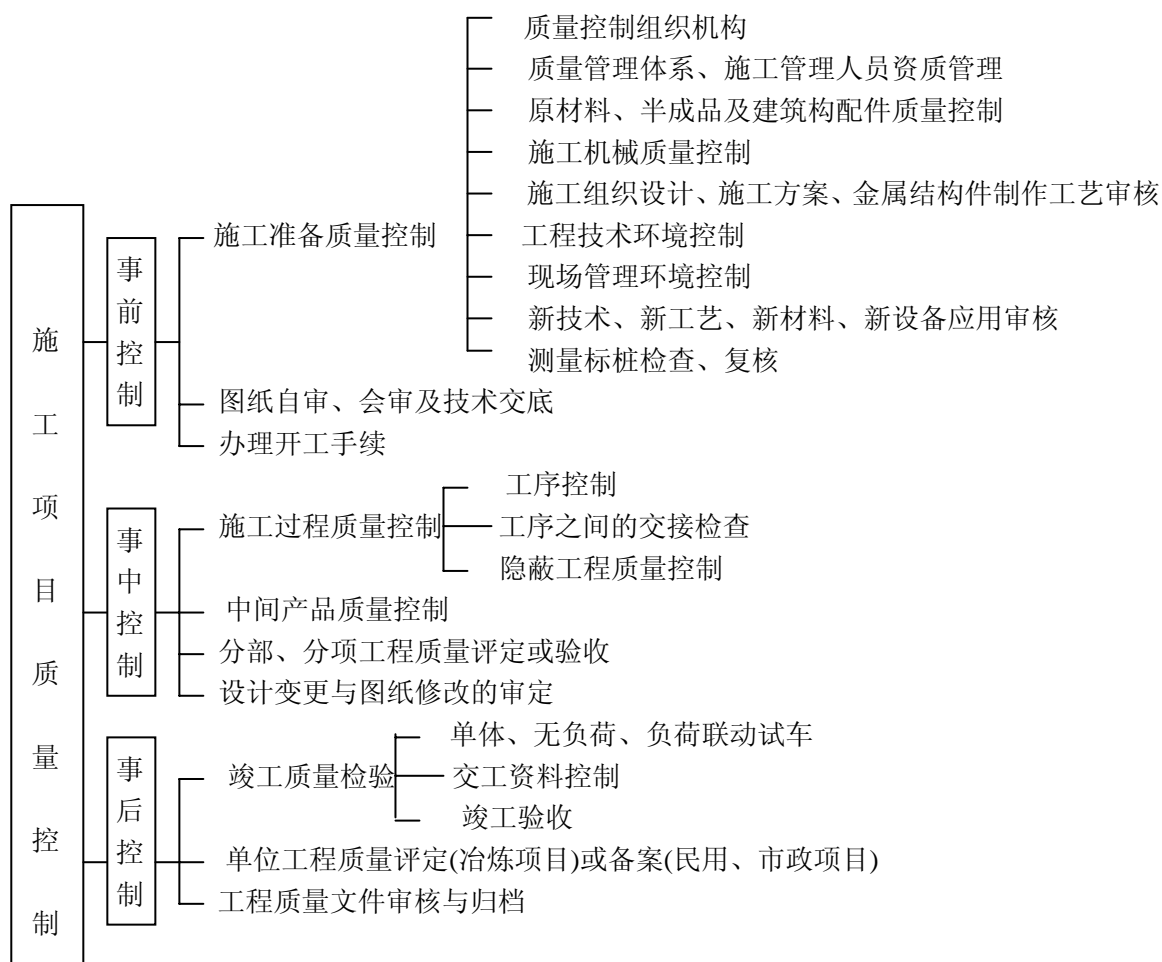 施工项目质量控制
事前控制
施工准备质量控制
质量控制组织机构
质量管理体系、施工管理人员资质管理
原材料、半成品及建筑构配件质量控制
施工机械质量控制
施工组织设计、施工方案、金属结构件制作工艺审核
工程技术环境控制
现场管理环境控制
新技术、新工艺、新材料、新设备应用审核
测量标桩检查、复核
图纸自审、会审及技术交底
办理开工手续
事中控制
施工过程质量控制
工序控制
工序之间的交接检查
隐蔽工程质量控制
中间产品质量控制
分部、分项工程质量评定或验收
设计变更与图纸修改的审定
事后控制
竣工质量检验
单体、无负荷、负荷联动试车
交工资料控制
竣工验收
单位工程质量评定(冶炼项目)或备案(民用、市政项目)
工程质量文件审核与归档